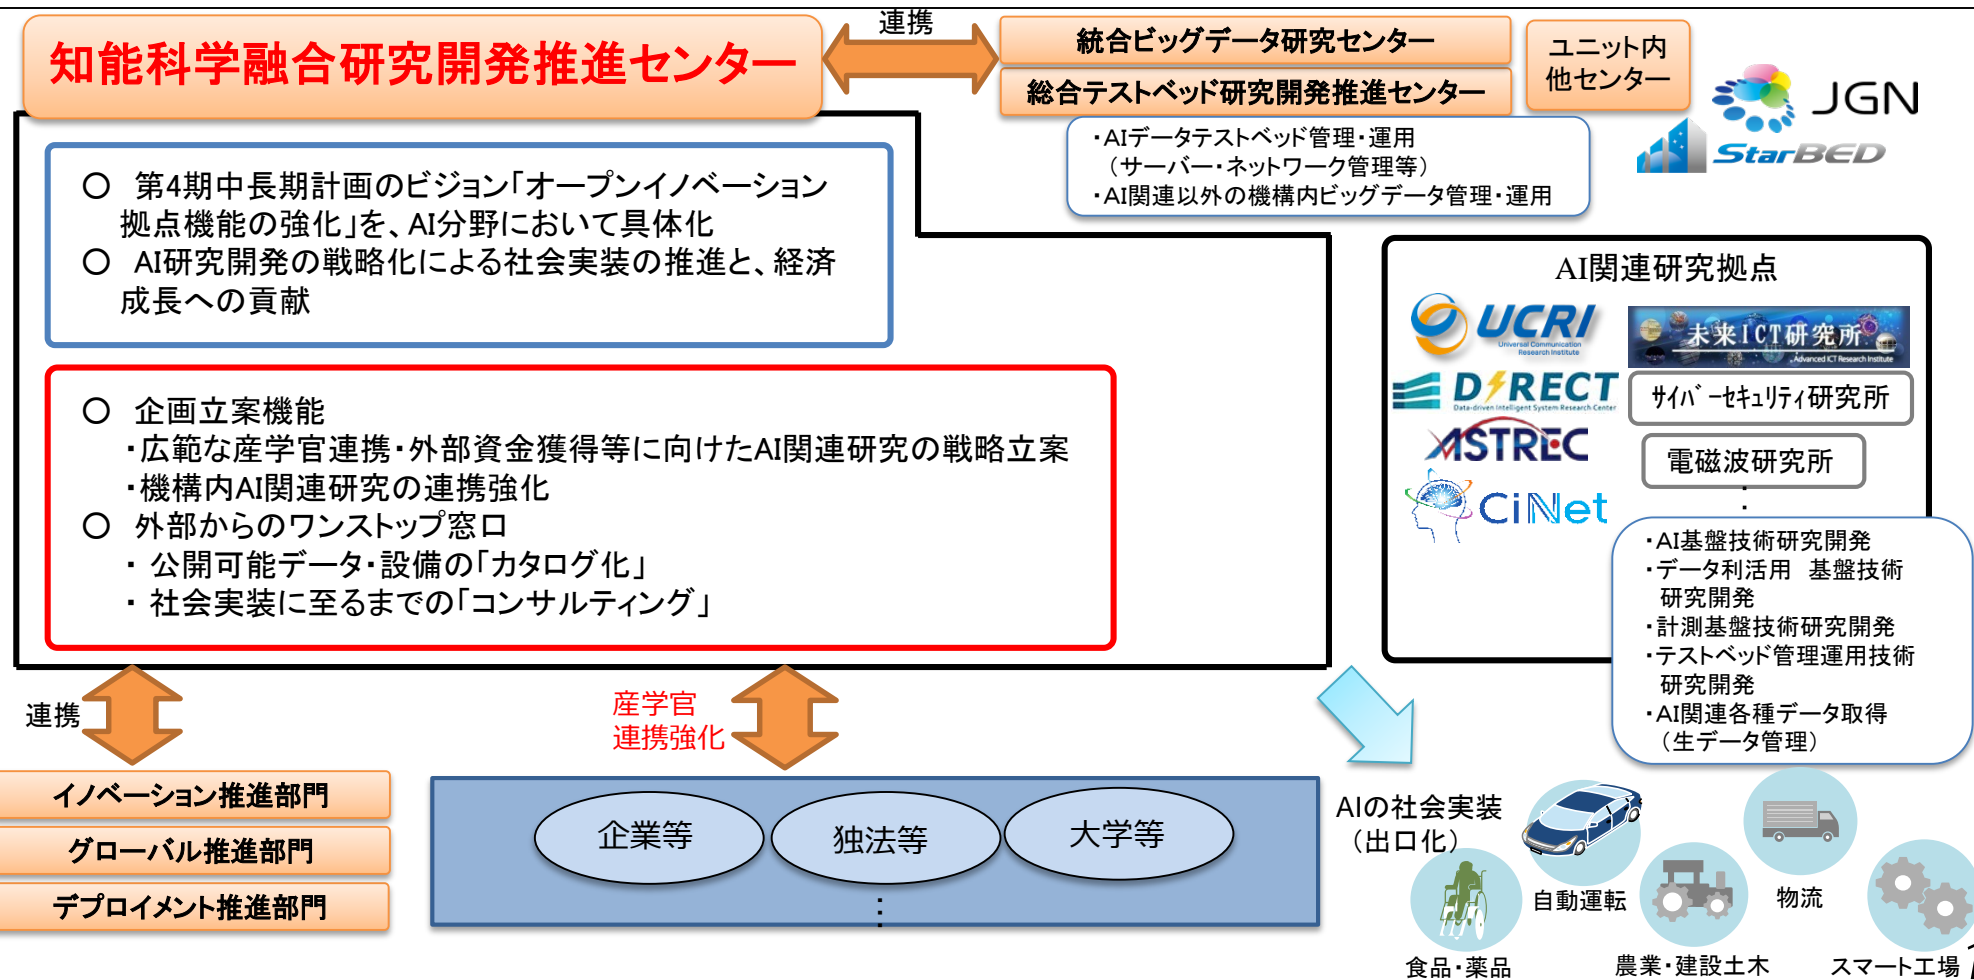 知能科学融合研究開発推進センター
連携
統合ビッグデータ研究センター
総合テストベッド研究開発推進センター
ユニット内
他センター
JGN
StarBED
・AIデータテストベッド管理・運用
（サーバー・ネットワーク管理等）
・AI関連以外の機構内ビッグデータ管理・運用
○ 第4期中長期計画のビジョン「オープンイノベーション
拠点機能の強化」を、AI分野において具体化
○ AI研究開発の戦略化による社会実装の推進と、経済
成長への貢献
○ 企画立案機能
・広範な産学官連携・外部資金獲得等に向けたAI関連研究の戦略立案
・機構内AI関連研究の連携強化
○ 外部からのワンストップ窓口
・ 公開可能データ・設備の「カタログ化」
・ 社会実装に至るまでの「コンサルティング」
AI関連研究拠点
UCRI
Universal Communication
Research Institute
未来ICT研究所
Advanced ICT Research Institute
DIRECT
Data-driven Intelligent System Research Center
ｻｲﾊﾞｰｾｷｭﾘﾃｨ研究所
ASTREC
電磁波研究所
CiNet
・AI基盤技術研究開発
・データ利活用 基盤技術
研究開発
・計測基盤技術研究開発
・テストベッド管理運用技術
研究開発
・AI関連各種データ取得
（生データ管理）
連携
産学官
連携強化
イノベーション推進部門
グローバル推進部門
デプロイメント推進部門
企業等
独法等
大学等
AIの社会実装
（出口化）
自動運転
物流
食品・薬品
農業・建設土木
スマート工場